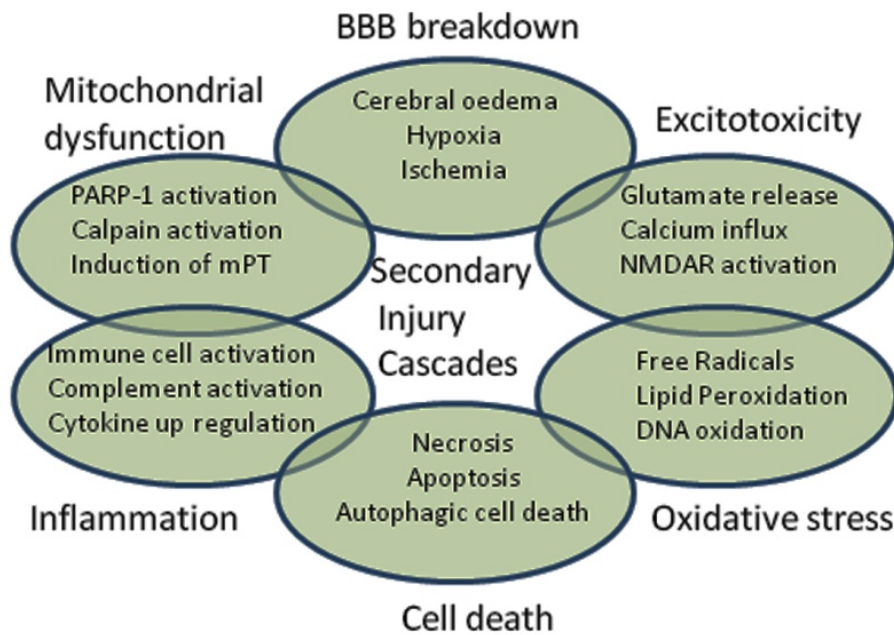 BBB breakdown
Cerebral oedema
Hypoxia
Ischemia
Mitochondrial
dysfunction
PARP-1 activation
Calpain activation
Induction of mPT
Excitotoxicity
Glutamate release
Calcium influx
NMDAR activation
Secondary
Injury
Cascades
Immune cell activation
Complement activation
Cytokine up regulation
Inflammation
Free Radicals
Lipid Peroxidation
DNA oxidation
Oxidative stress
Necrosis
Apoptosis
Autophagic cell death
Cell death